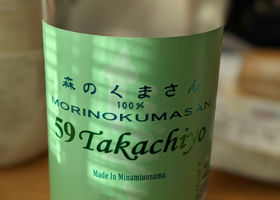 森のくまさん
100%
MORINOKUMASAN
59 Takachiyo
Made In Minamiuonuma